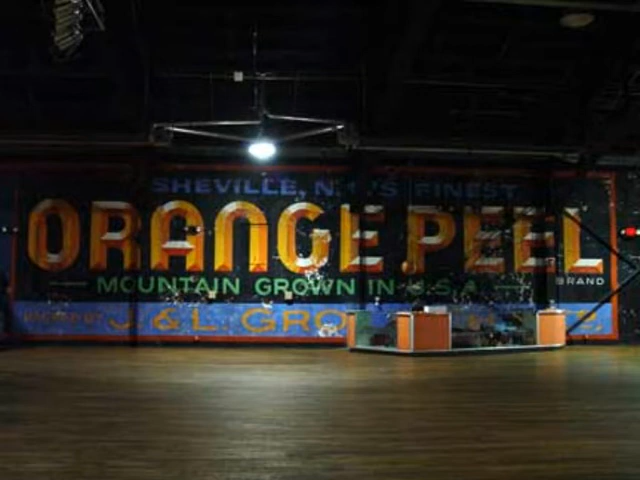 SHEVILLE, N. 'S FINEST
ORANGE PEEL
MOUNTAIN GROWN IN U.S.A.
BRAND
J. & L. GRO